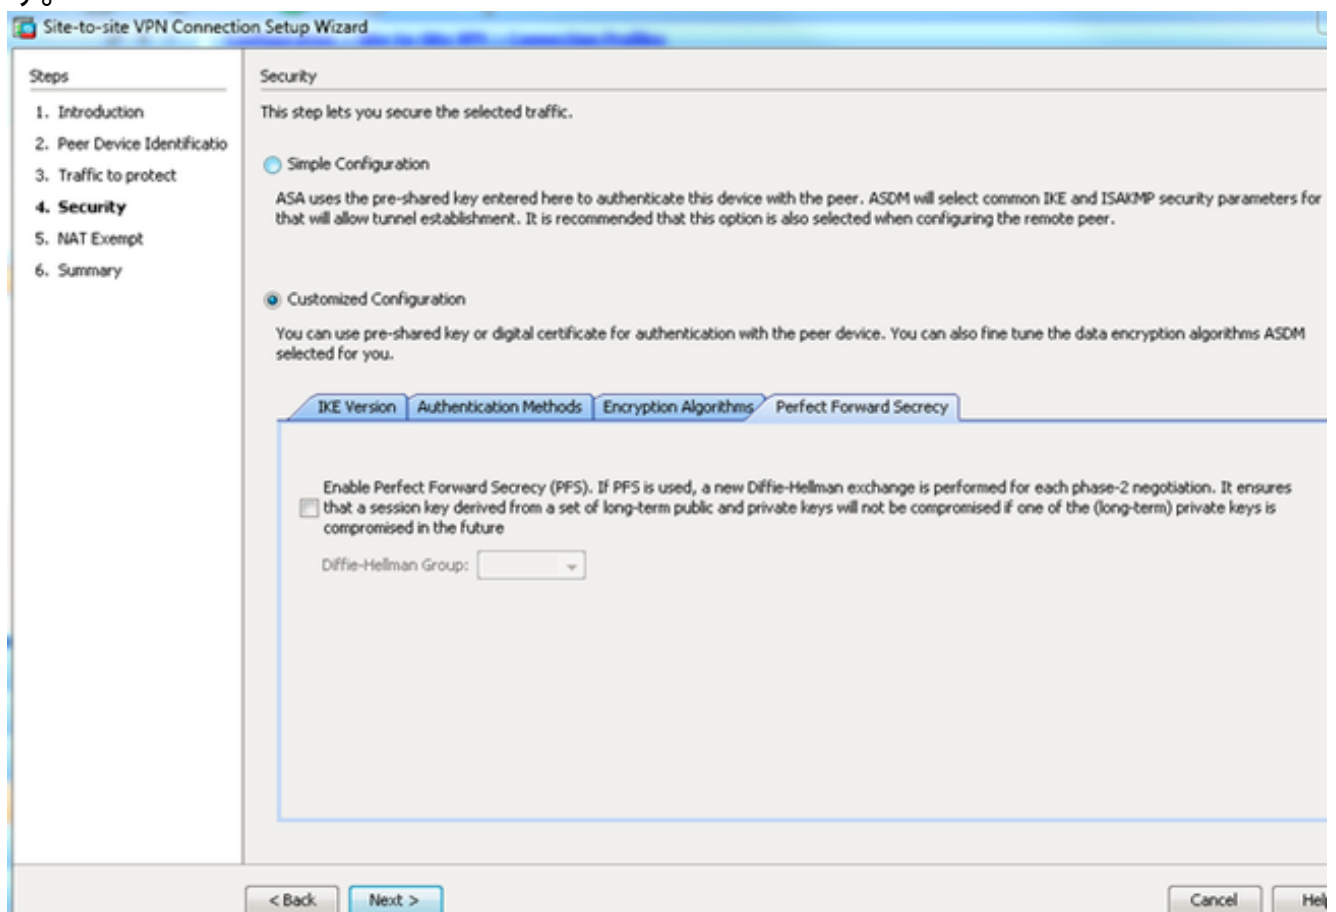 す。
Site-to-site VPN Connection Setup Wizard
Steps
1. Introduction
2. Peer Device Identificatio
3. Traffic to protect
4. Security
5. NAT Exempt
6. Summary
Security
This step lets you secure the selected traffic.
Simple Configuration
ASA uses the pre-shared key entered here to authenticate this device with the peer. ASDM will select common IKE and ISAKMP security parameters for
that will allow tunnel establishment. It is recommended that this option is also selected when configuring the remote peer.
Customized Configuration
You can use pre-shared key or digital certificate for authentication with the peer device. You can also fine tune the data encryption algorithms ASDM
selected for you.
IKE Version Authentication Methods Encryption Algorithms Perfect Forward Secrecy
Enable Perfect Forward Secrecy (PFS). If PFS is used, a new Diffie-Hellman exchange is performed for each phase-2 negotiation. It ensures
that a session key derived from a set of long-term public and private keys will not be compromised if one of the (long-term) private keys is
compromised in the future
Diffie-Hellman Group:
< Back Next > Cancel Help